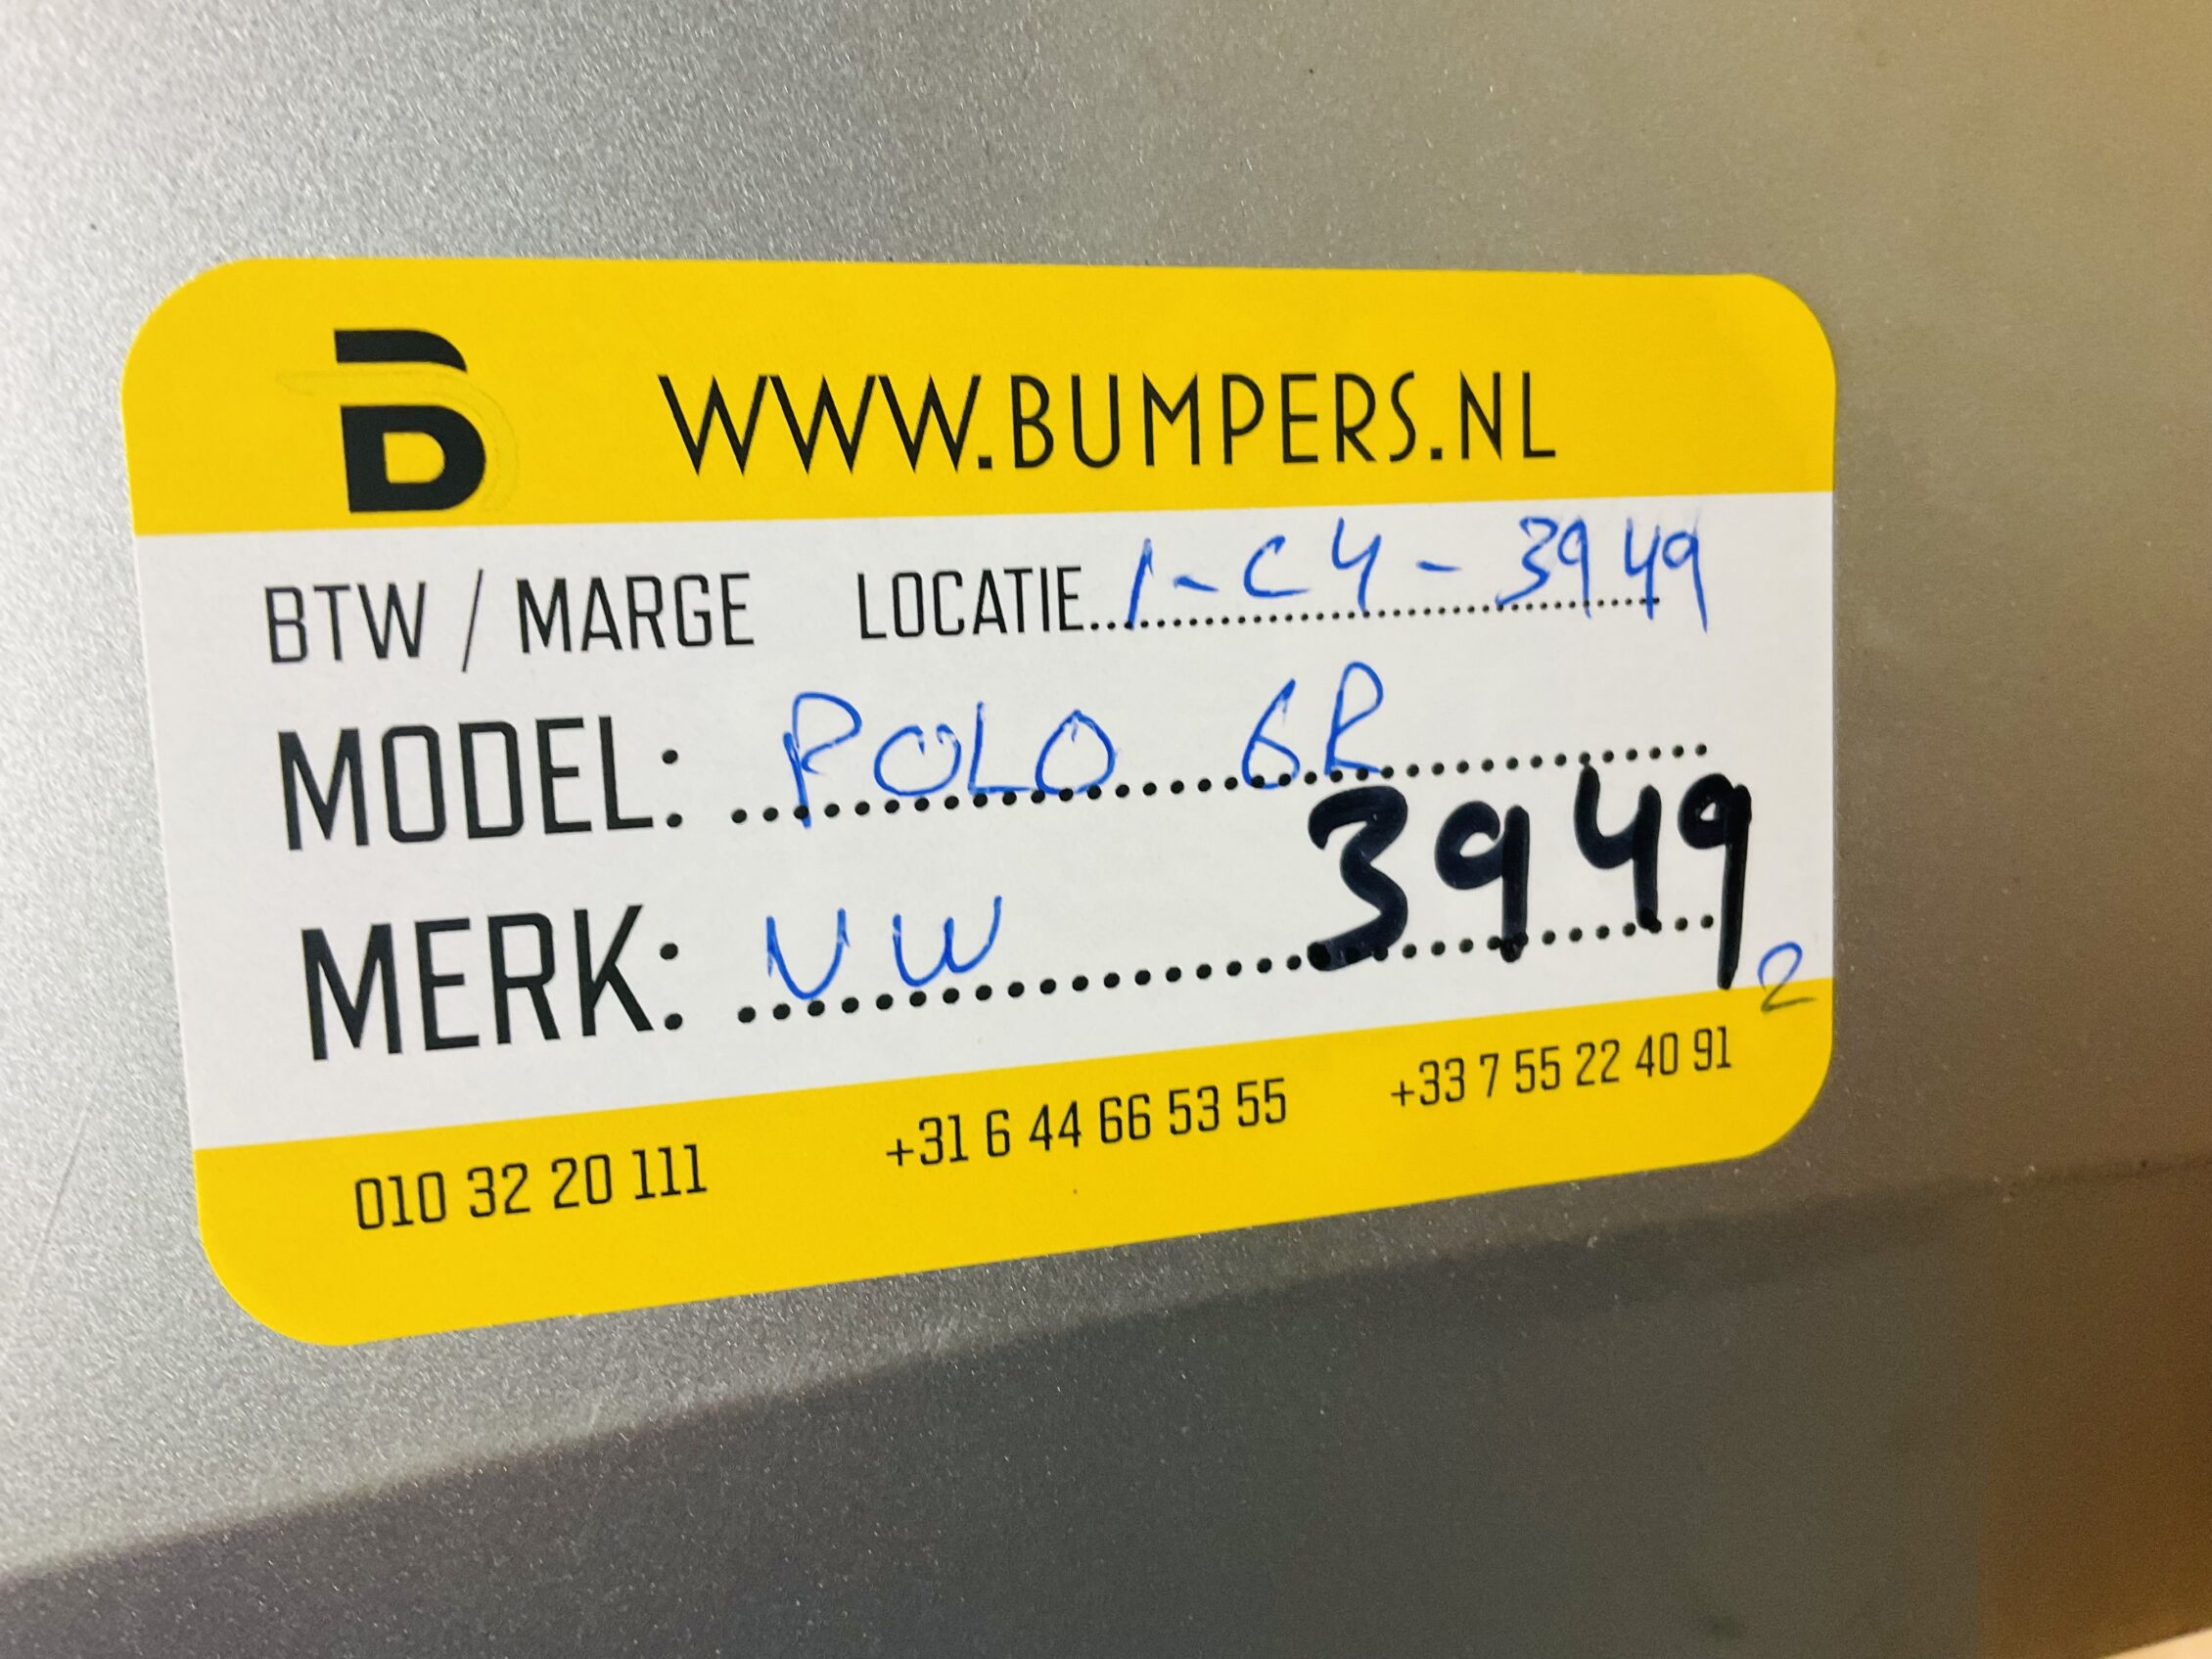 B WWW.BUMPERS.NL
BTW / MARGE LOCATIE...1-C4-3949
MODEL: POLO 6R
3949
MERK: VW
2
010 32 20 111 +31 6 44 66 53 55 +33 7 55 22 40 91